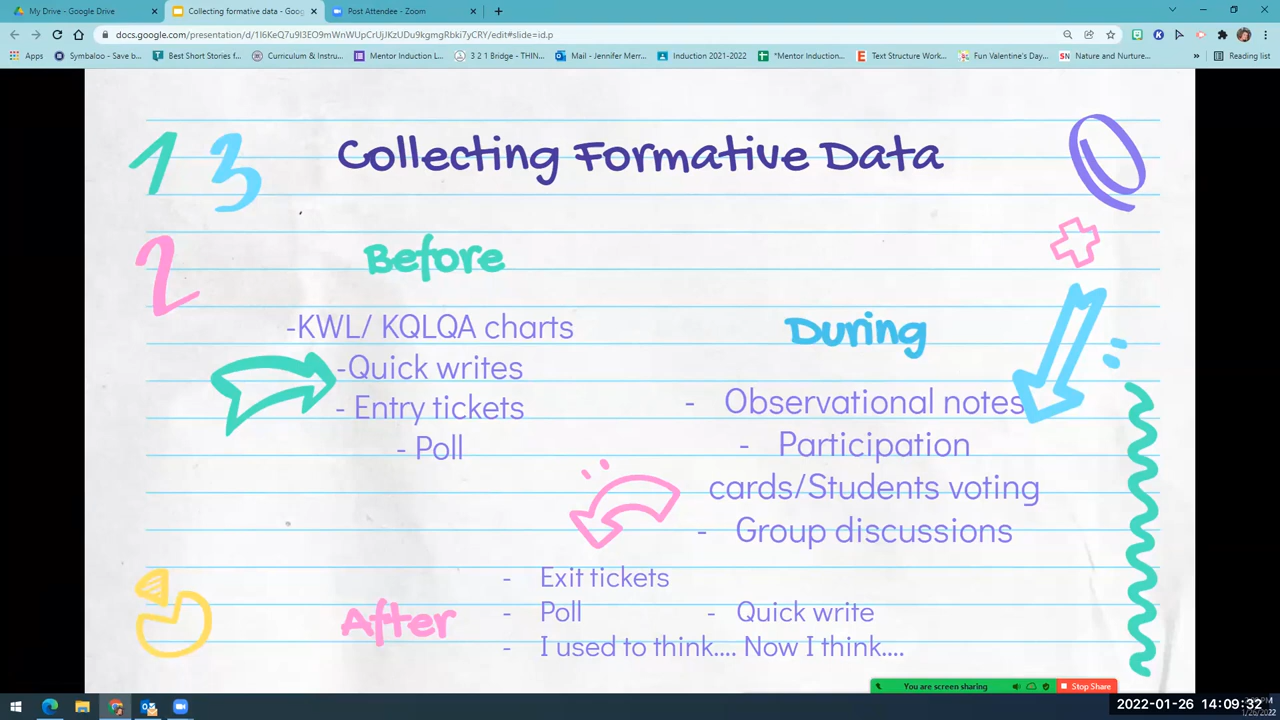 My Drive - Google Drive
Collecting formative data - Goog
Post Attendee - Zoom
docs.google.com/presentation/d/1I6KeQ7u9I3EO9mWnWUpCrUjJKzUDu9kgmgRbki7yCRY/edit#slide=id.p
Apps
Symbaloo - Save b...
Best Short Stories f...
Curriculum & Instru...
Mentor Induction L...
3 2 1 Bridge - THIN...
Mail - Jennifer Merr...
Induction 2021-2022
*Mentor Induction...
Text Structure Work...
Fun Valentine's Day...
Nature and Nurture...
Reading list
1 3
Collecting Formative Data
0
2
Before
-KWL/ KQLQA charts
-Quick writes
- Entry tickets
- Poll
During
- Observational notes
- Participation
cards/Students voting
- Group discussions
After
- Exit tickets
- Poll - Quick write
- I used to think.... Now I think....
You are screen sharing
Stop Share
2022-01-26 14:09:32